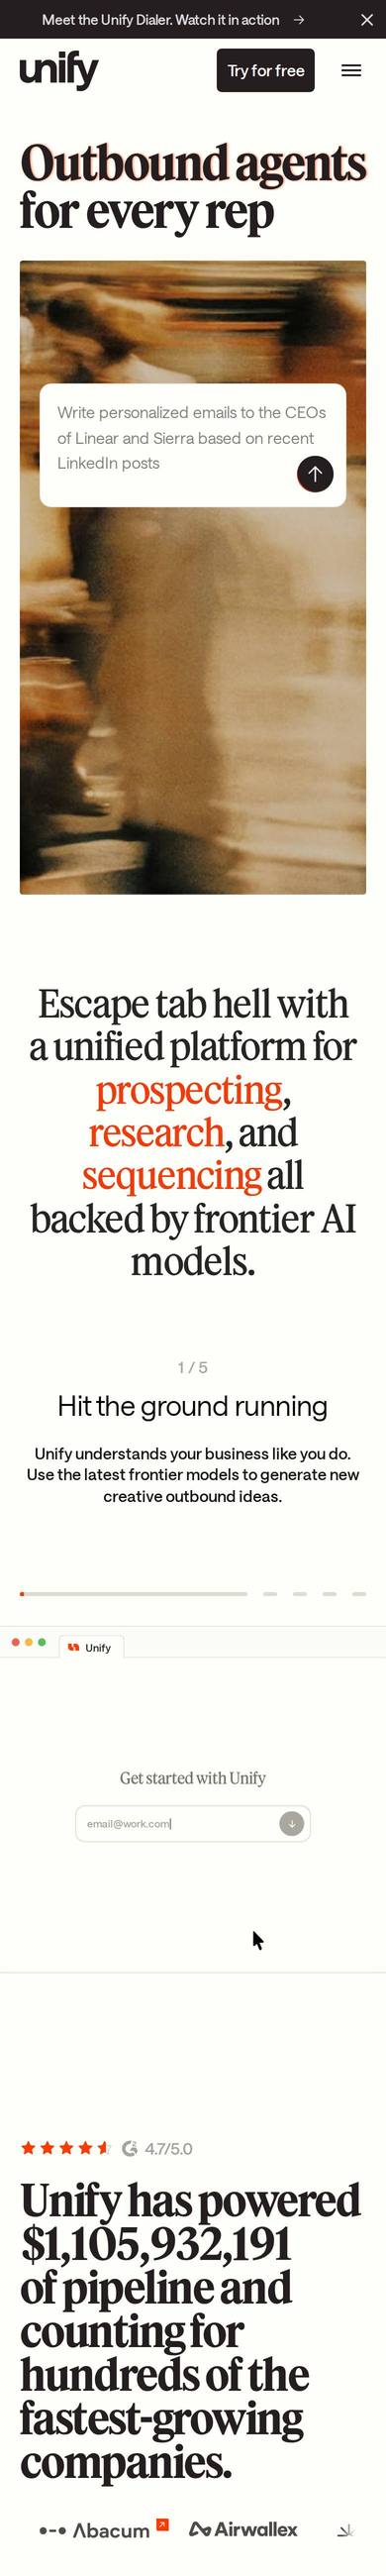 Meet the Unify Dialer. Watch it in action →
unify
Try for free
Outbound agents
for every rep
Write personalized emails to the CEOs
of Linear and Sierra based on recent
LinkedIn posts
Escape tab hell with
a unified platform for
prospecting,
research, and
sequencing all
backed by frontier AI
models.
1 / 5
Hit the ground running
Unify understands your business like you do.
Use the latest frontier models to generate new
creative outbound ideas.
Unify
Get started with Unify
email@work.com
4.7/5.0
Unify has powered
$1,105,932,191
of pipeline and
counting for
hundreds of the
fastest-growing
companies.
Abacum
Airwallex